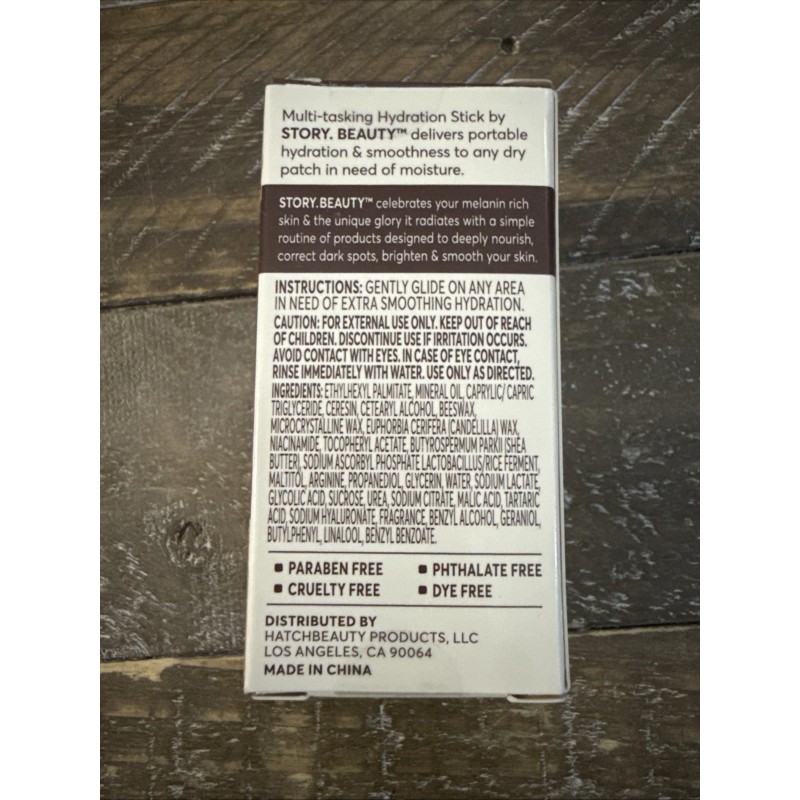 Multi-tasking Hydration Stick by
STORY. BEAUTY™ delivers portable
hydration & smoothness to any dry
patch in need of moisture.
STORY.BEAUTY™ celebrates your melanin rich
skin & the unique glory it radiates with a simple
routine of products designed to deeply nourish,
correct dark spots, brighten & smooth your skin.
INSTRUCTIONS: GENTLY GLIDE ON ANY AREA
IN NEED OF EXTRA SMOOTHING HYDRATION.
CAUTION: FOR EXTERNAL USE ONLY. KEEP OUT OF REACH
OF CHILDREN. DISCONTINUE USE IF IRRITATION OCCURS.
AVOID CONTACT WITH EYES. IN CASE OF EYE CONTACT,
RINSE IMMEDIATELY WITH WATER. USE ONLY AS DIRECTED.
INGREDIENTS: ETHYLHEXYL PALMITATE, MINERAL OIL, CAPRYLIC/ CAPRIC
TRIGLYCERIDE, CERESIN, CETEARYL ALCOHOL, BEESWAX,
MICROCRYSTALLINE WAX, EUPHORBIA CERIFERA (CANDELILLA) WAX,
NIACINAMIDE, TOCOPHERYL ACETATE, BUTYROSPERMUM PARKII (SHEA
BUTTER), SODIUM ASCORBYL PHOSPHATE LACTOBACILLUS/RICE FERMENT,
MALTITOL, ARGININE, PROPANEDIOL, GLYCERIN, WATER, SODIUM LACTATE,
GLYCOLIC ACID, SUCROSE, UREA, SODIUM CITRATE, MALIC ACID, TARTARIC
ACID, SODIUM HYALURONATE, FRAGRANCE, BENZYL ALCOHOL, GERANIOL,
BUTYLPHENYL, LINALOOL, BENZYL BENZOATE.
▪ PARABEN FREE ▪ PHTHALATE FREE
▪ CRUELTY FREE ▪ DYE FREE
DISTRIBUTED BY
HATCHBEAUTY PRODUCTS, LLC
LOS ANGELES, CA 90064
MADE IN CHINA